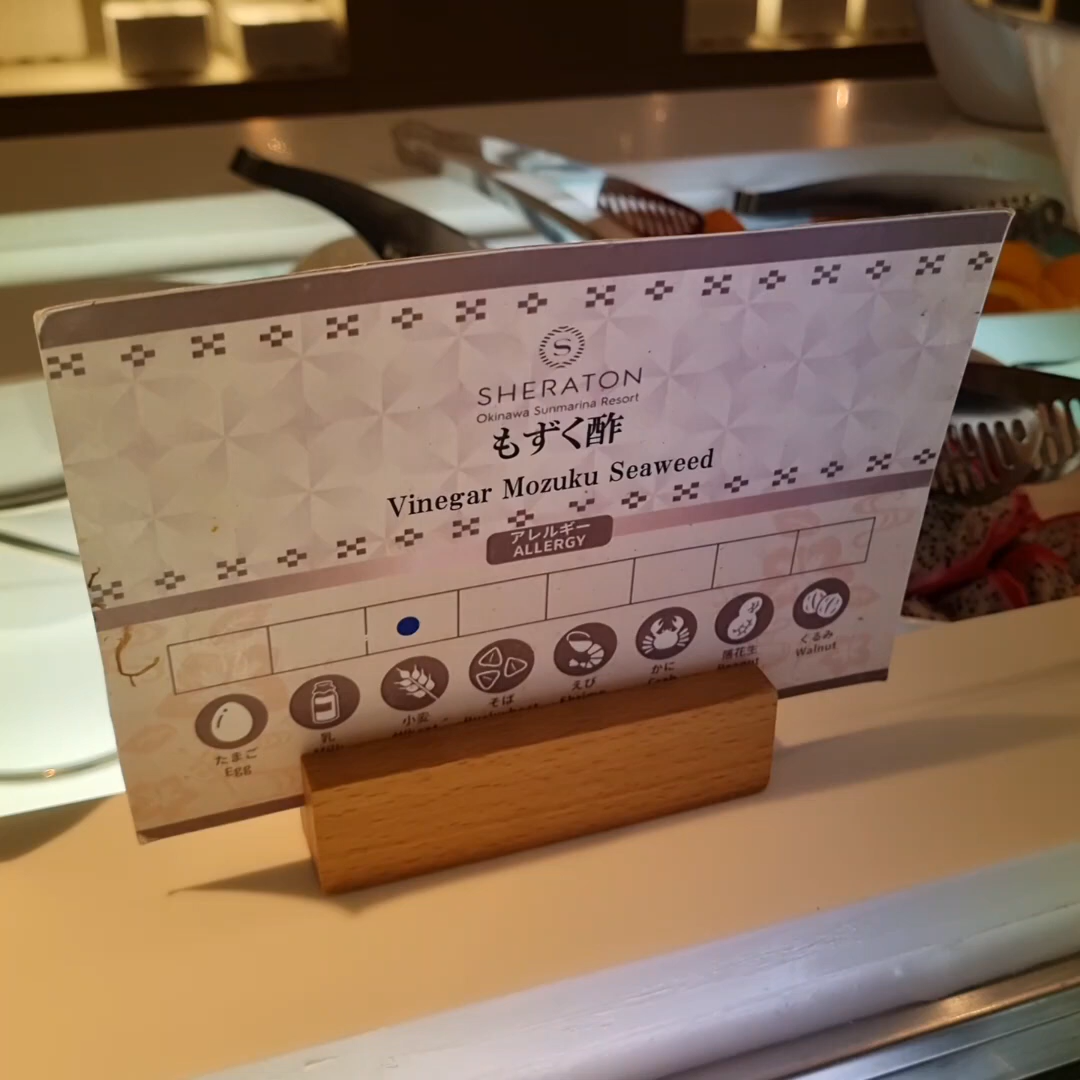 S
SHERATON
Okinawa Sunmarina Resort
もずく酢
Vinegar Mozuku Seaweed
アレルギー
ALLERGY
たまご
Egg
乳
小麦
そば
えび
かに
落花生
くるみ
Walnut